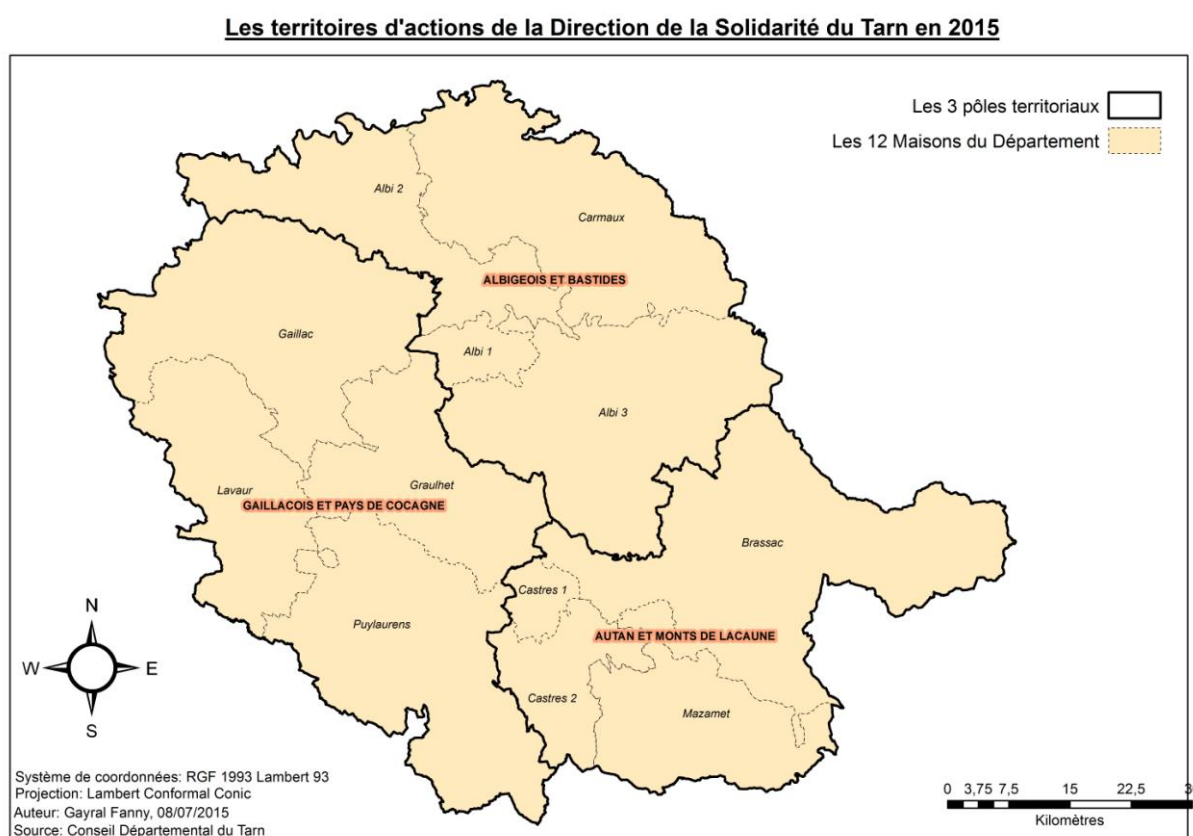 Les territoires d'actions de la Direction de la Solidarité du Tarn en 2015
Les 3 pôles territoriaux
Les 12 Maisons du Département
Albi 2
Carmaux
ALBIGEOIS ET BASTIDES
Gaillac
Albi 1
Albi 3
Lavaur
Graulhet
GAILLACOIS ET PAYS DE COCAGNE
Brassac
Castres 1
Puylaurens
AUTAN ET MONTS DE LACAUNE
Castres 2
Mazamet
N
W
E
S
Système de coordonnées: RGF 1993 Lambert 93
Projection: Lambert Conformal Conic
Auteur: Gayral Fanny, 08/07/2015
Source: Conseil Départemental du Tarn
0 3,75 7,5 15 22,5
Kilomètres